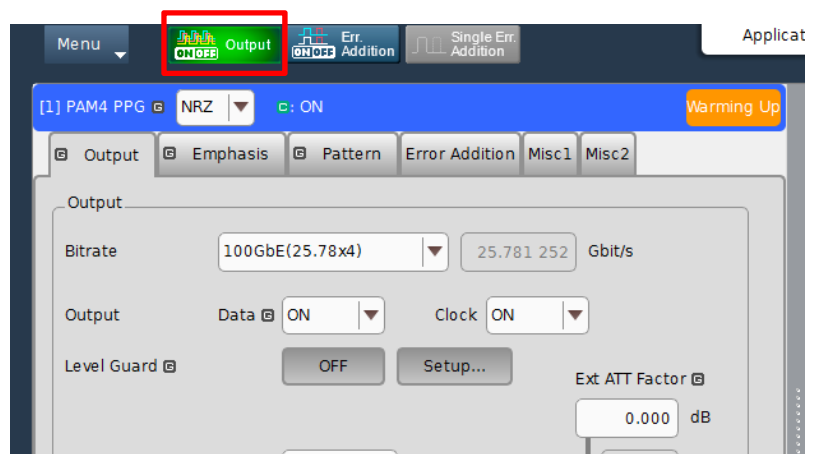 Menu
ON OFF Output
ON OFF Err. Addition
Single Err. Addition
Applicat
[1] PAM4 PPG G NRZ C: ON Warming Up
G Output G Emphasis G Pattern Error Addition Misc1 Misc2
Output
Bitrate 100GbE(25.78x4) 25.781 252 Gbit/s
Output Data G ON Clock ON
Level Guard G OFF Setup...
Ext ATT Factor G
0.000 dB